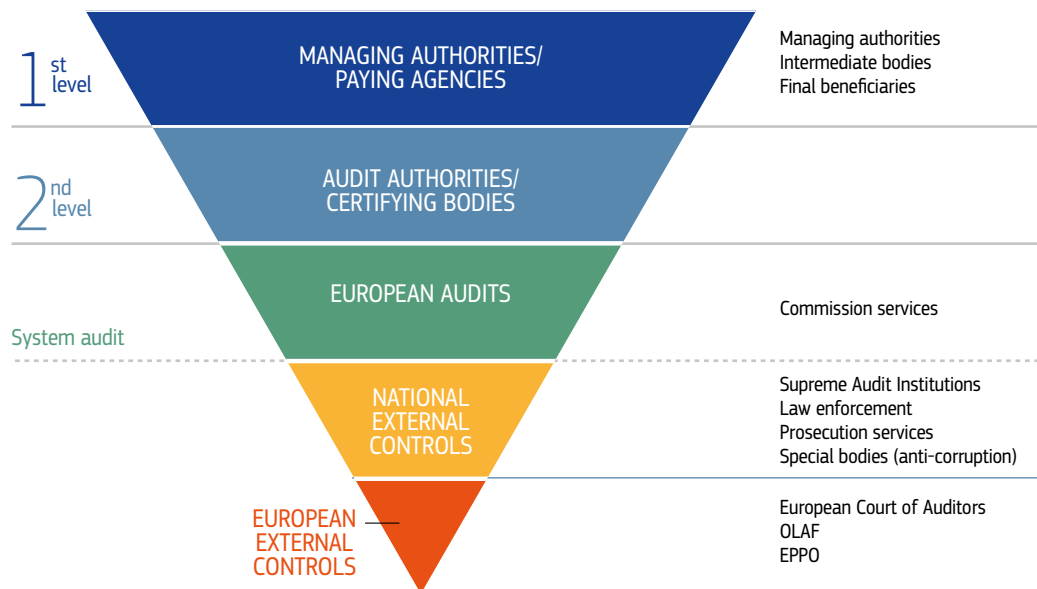 1st level
MANAGING AUTHORITIES/
PAYING AGENCIES
Managing authorities
Intermediate bodies
Final beneficiaries
2nd level
AUDIT AUTHORITIES/
CERTIFYING BODIES
EUROPEAN AUDITS
Commission services
System audit
NATIONAL
EXTERNAL
CONTROLS
Supreme Audit Institutions
Law enforcement
Prosecution services
Special bodies (anti-corruption)
EUROPEAN
EXTERNAL
CONTROLS
European Court of Auditors
OLAF
EPPO